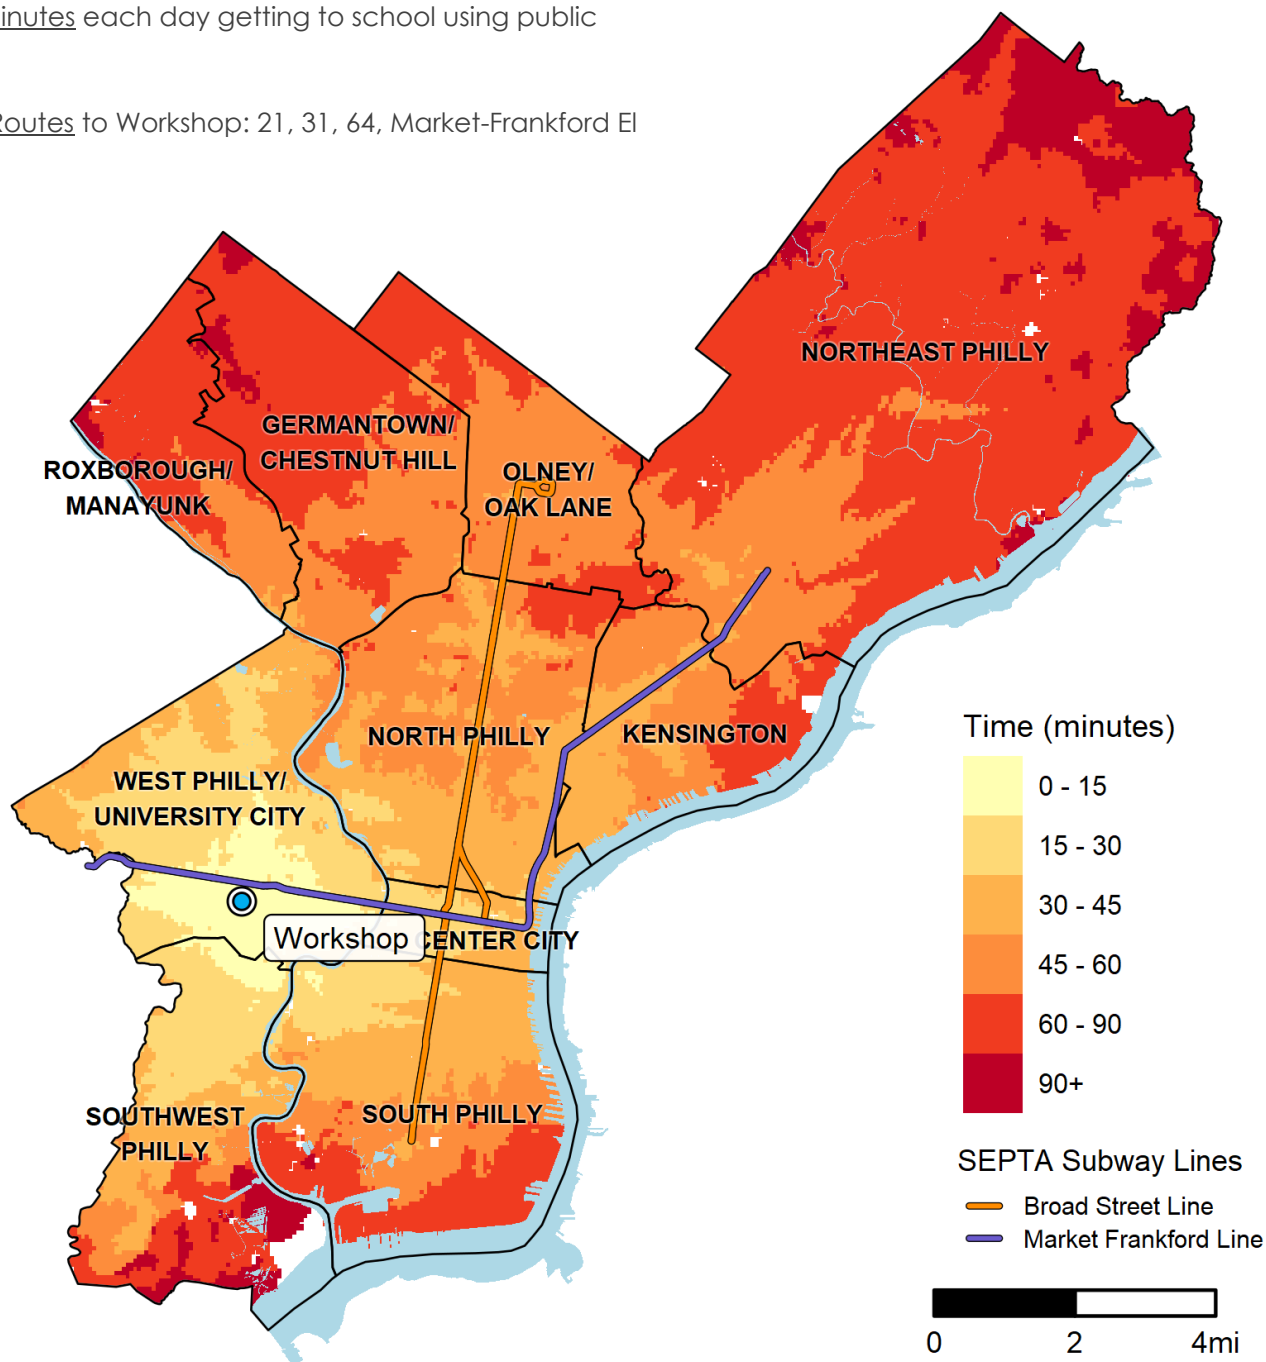 inutes each day getting to school using public
Routes to Workshop: 21, 31, 64, Market-Frankford El
NORTHEAST PHILLY
GERMANTOWN/
CHESTNUT HILL
ROXBOROUGH/
MANAYUNK
OLNEY/
OAK LANE
NORTH PHILLY
KENSINGTON
WEST PHILLY/
UNIVERSITY CITY
Workshop
CENTER CITY
SOUTHWEST
PHILLY
SOUTH PHILLY
Time (minutes)
0 - 15
15 - 30
30 - 45
45 - 60
60 - 90
90+
SEPTA Subway Lines
Broad Street Line
Market Frankford Line
0 2 4mi